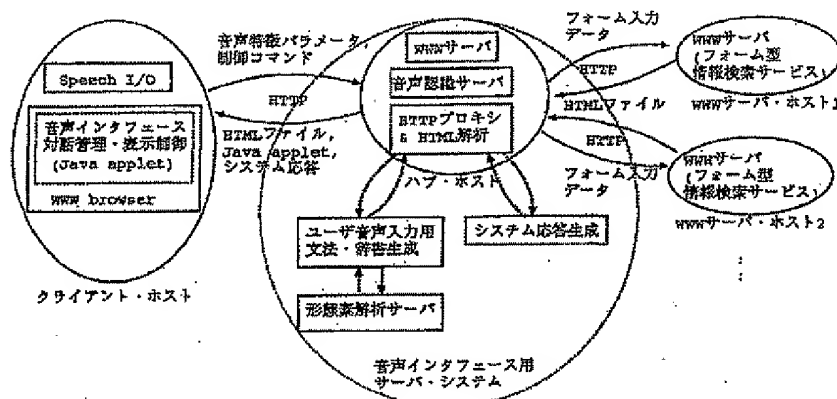 Speech I/O
音声インタフェース
対話管理・表示制御
(Java applet)
WWW browser
クライアント・ホスト
音声特徴パラメータ,
制御コマンド
HTTP
HTMLファイル,
Java applet,
システム応答
WWWサーバ
音声認識サーバ
HTTPプロキシ
& HTML解析
ハブ・ホスト
ユーザ音声入力用
文法・辞書生成
システム応答生成
形態素解析サーバ
音声インタフェース用
サーバ・システム
フォーム入力
データ
HTTP
HTMLファイル
HTTP
フォーム入力
データ
WWWサーバ
(フォーム型
情報検索サービス)
WWWサーバ・ホスト1
WWWサーバ
(フォーム型
情報検索サービス)
WWWサーバ・ホスト2
⋮